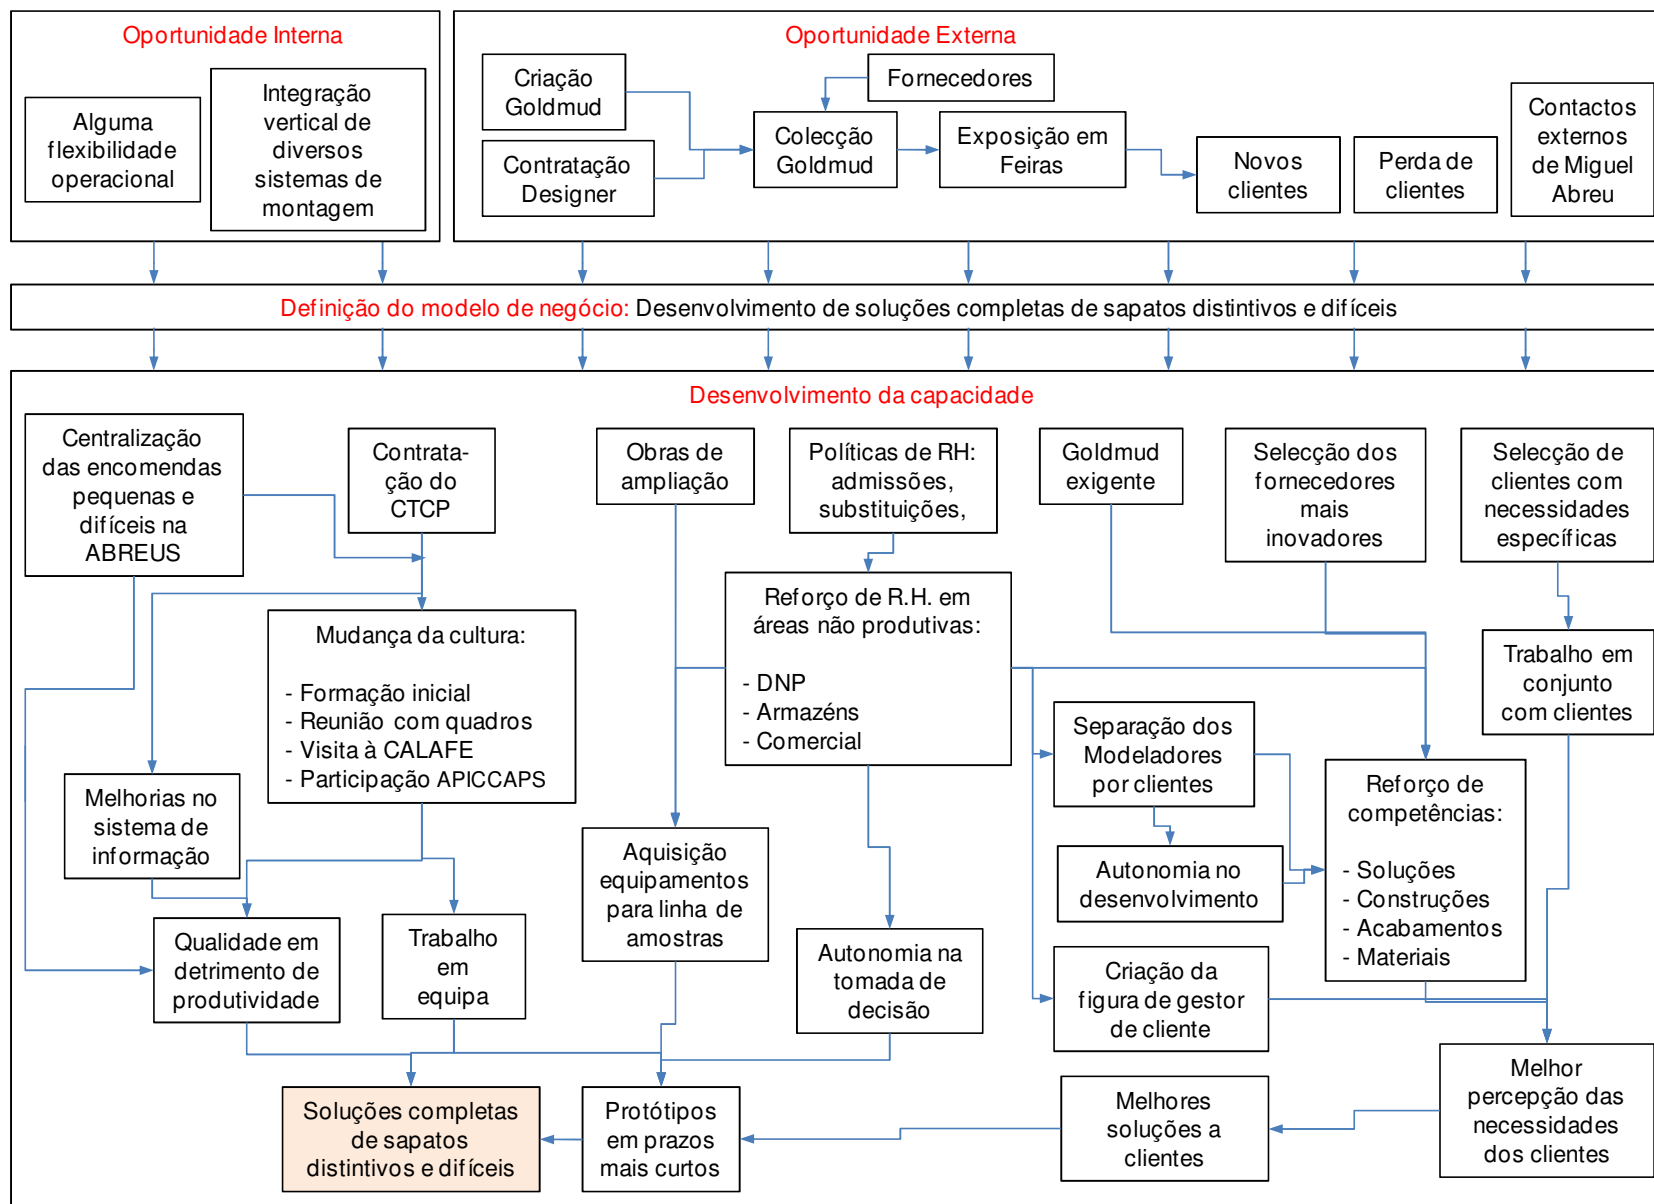 Oportunidade Interna
Alguma
flexibilidade
operacional
Integração
vertical de
diversos
sistemas de
montagem
Oportunidade Externa
Criação
Goldmud
Contratação
Designer
Fornecedores
Colecção
Goldmud
Exposição em
Feiras
Novos
clientes
Perda de
clientes
Contactos
externos
de Miguel
Abreu
Definição do modelo de negócio: Desenvolvimento de soluções completas de sapatos distintivos e difíceis
Desenvolvimento da capacidade
Centralização
das encomendas
pequenas e
difíceis na
ABREUS
Contrata-
ção do
CTCP
Obras de
ampliação
Políticas de RH:
admissões,
substituições,
Goldmud
exigente
Selecção dos
fornecedores
mais
inovadores
Selecção de
clientes com
necessidades
específicas
Mudança da cultura:
- Formação inicial
- Reunião com quadros
- Visita à CALAFE
- Participação APICCAPS
Reforço de R.H. em
áreas não produtivas:
- DNP
- Armazéns
- Comercial
Trabalho em
conjunto
com clientes
Separação dos
Modeladores
por clientes
Melhorias no
sistema de
informação
Reforço de
competências:
- Soluções
- Construções
- Acabamentos
- Materiais
Aquisição
equipamentos
para linha de
amostras
Autonomia no
desenvolvimento
Qualidade em
detrimento de
produtividade
Trabalho
em
equipa
Autonomia na
tomada de
decisão
Criação da
figura de gestor
de cliente
Melhor
percepção das
necessidades
dos clientes
Soluções completas
de sapatos
distintivos e difíceis
Protótipos
em prazos
mais curtos
Melhores
soluções a
clientes